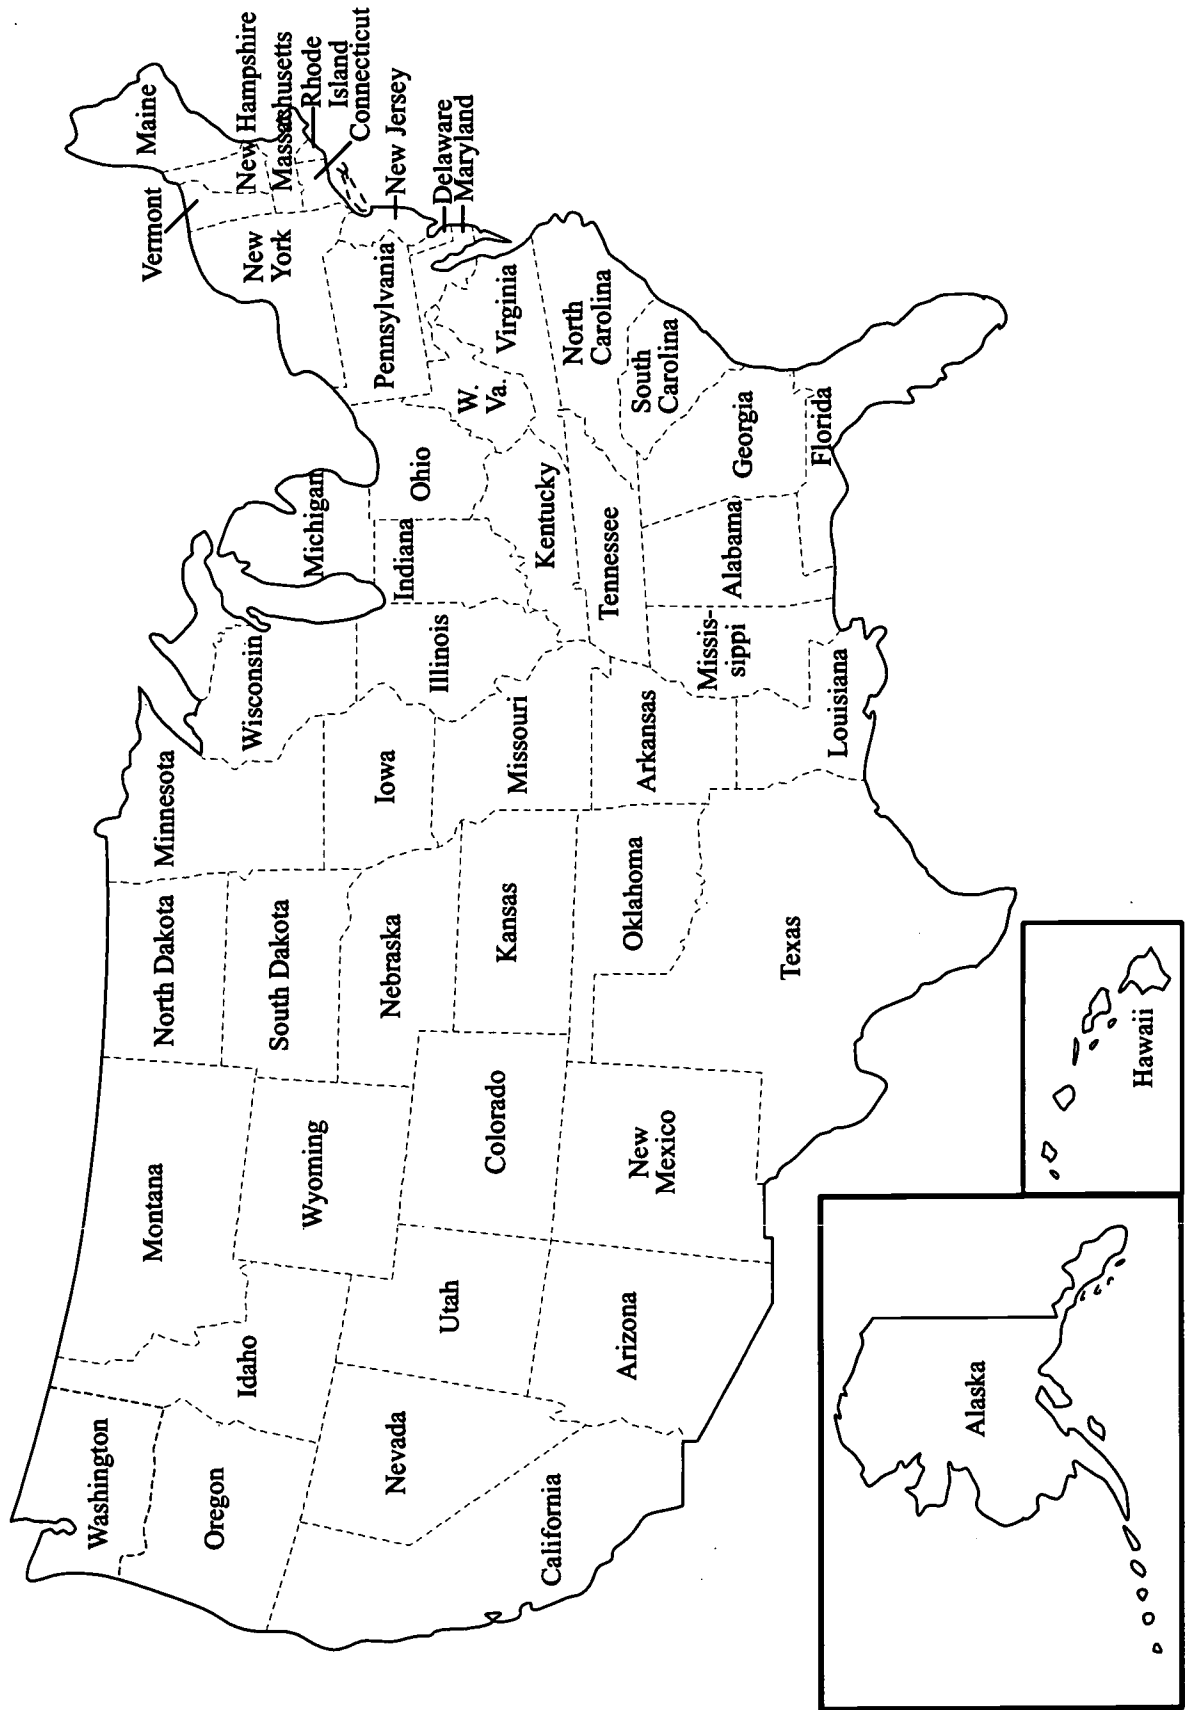 Washington
Oregon
California
Nevada
Idaho
Montana
Wyoming
Utah
Arizona
Colorado
New
Mexico
North Dakota
South Dakota
Nebraska
Kansas
Oklahoma
Texas
Minnesota
Iowa
Missouri
Arkansas
Louisiana
Wisconsin
Illinois
Michigan
Indiana
Ohio
Kentucky
Tennessee
Missis-
sippi
Alabama
Georgia
Florida
South
Carolina
North
Carolina
Virginia
W.
Va.
Pennsylvania
New
York
Vermont
Maine
New Hampshire
Massachusetts
Rhode
Island
Connecticut
New Jersey
Delaware
Maryland
Alaska
Hawaii